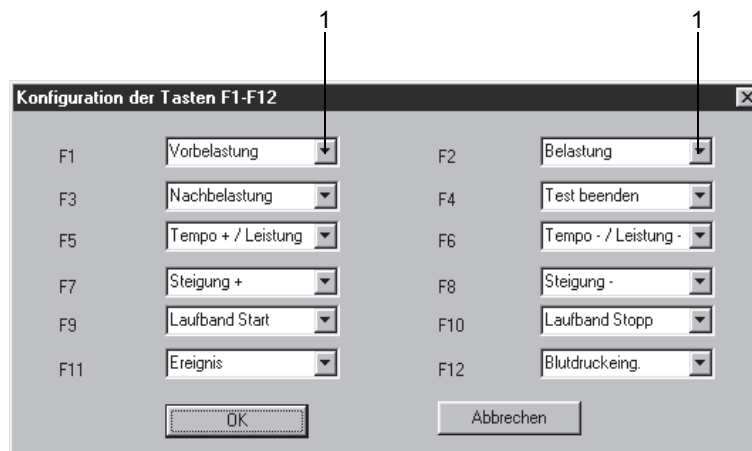 1 1
Konfiguration der Tasten F1-F12
F1 Vorbelastung F2 Belastung
F3 Nachbelastung F4 Test beenden
F5 Tempo + / Leistung F6 Tempo - / Leistung -
F7 Steigung + F8 Steigung -
F9 Laufband Start F10 Laufband Stopp
F11 Ereignis F12 Blutdruckeing.
OK Abbrechen